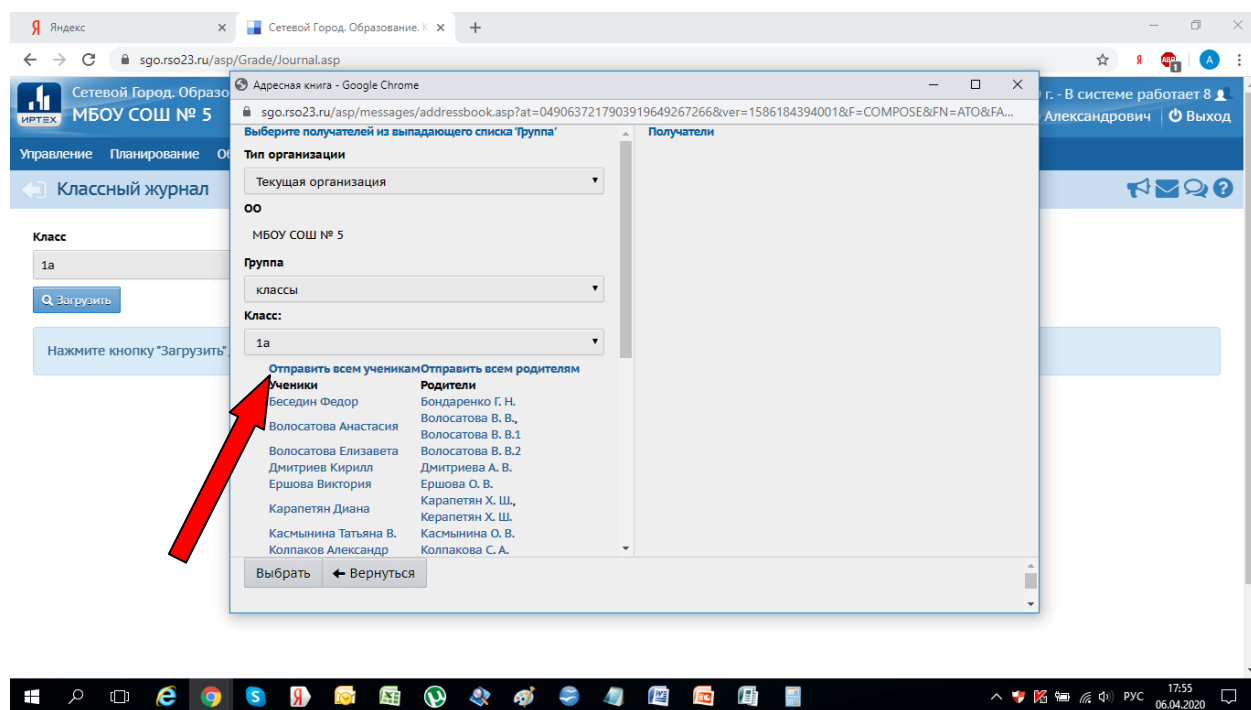 Яндекс
Сетевой Город. Образование. К
sgo.rso23.ru/asp/Grade/Journal.asp
ABP
1
A
Сетевой Город. Образо
МБОУ СОШ № 5
ИРТЕХ
г. - В системе работает 8
Александрович
Выход
Управление Планирование Об
Классный журнал
Класс
1а
Загрузить
Нажмите кнопку "Загрузить",
Адресная книга - Google Chrome
sgo.rso23.ru/asp/messages/addressbook.asp?at=0490637217903919649267266&ver=1586184394001&F=COMPOSE&FN=ATO&FA...
Выберите получателей из выпадающего списка 'Группа'
Получатели
Тип организации
Текущая организация
ОО
МБОУ СОШ № 5
Группа
классы
Класс:
1а
Отправить всем ученикам Отправить всем родителям
Ученики Родители
Беседин Федор Бондаренко Г. Н.
Волосатова Анастасия Волосатова В. В.,
Волосатова В. В.1
Волосатова Елизавета Волосатова В. В.2
Дмитриев Кирилл Дмитриева А. В.
Ершова Виктория Ершова О. В.
Карапетян Диана Карапетян Х. Ш.,
Керапетян Х. Ш.
Касмынина Татьяна В. Касмынина О. В.
Колпаков Александр Колпакова С. А.
Выбрать Вернуться
РУС
17:55
06.04.2020